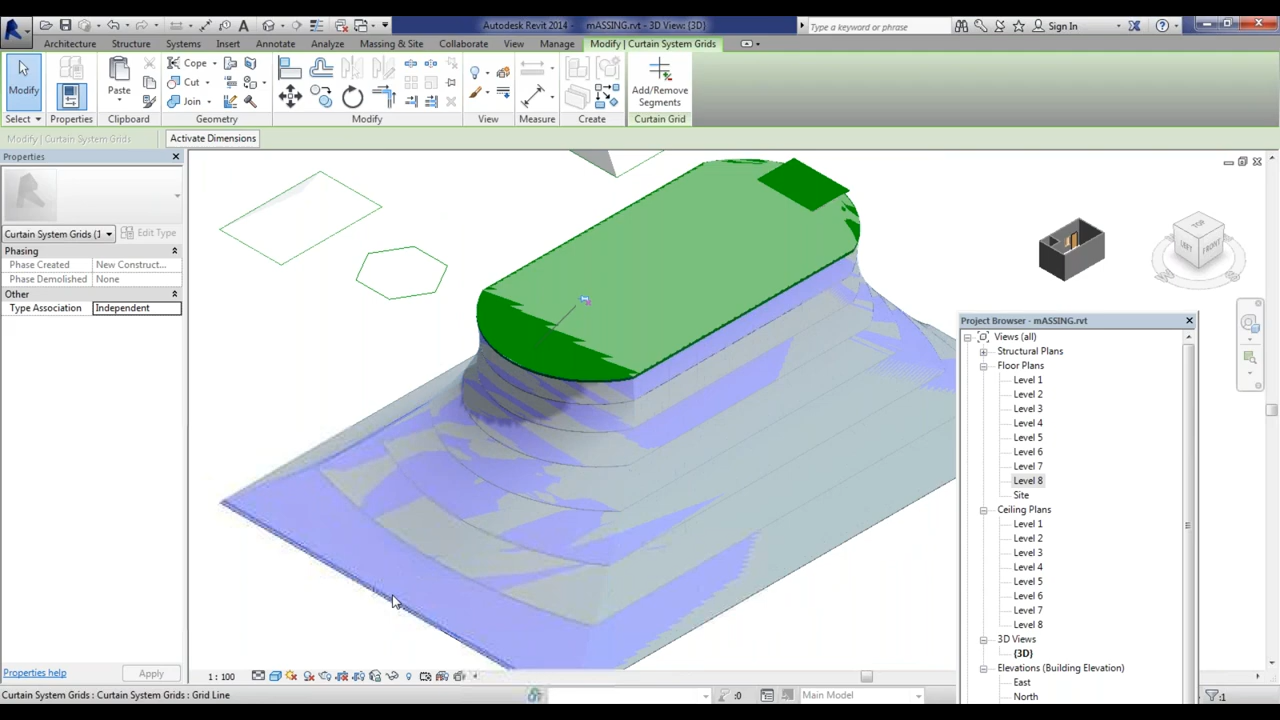 Autodesk Revit 2014 - mASSING.rvt - 3D View: {3D}
Type a keyword or phrase
Sign In
Architecture Structure Systems Insert Annotate Analyze Massing & Site Collaborate View Manage Modify | Curtain System Grids
Modify
Paste
Cope
Cut
Join
Add/Remove
Segments
Select Properties Clipboard Geometry Modify View Measure Create Curtain Grid
Modify | Curtain System Grids
Activate Dimensions
Properties
Curtain System Grids (1
Edit Type
Phasing
Phase Created New Construct...
Phase Demolished None
Other
Type Association Independent
Properties help
Apply
TOP
LEFT
FRONT
Project Browser - mASSING.rvt
Views (all)
Structural Plans
Floor Plans
Level 1
Level 2
Level 3
Level 4
Level 5
Level 6
Level 7
Level 8
Site
Ceiling Plans
Level 1
Level 2
Level 3
Level 4
Level 5
Level 6
Level 7
Level 8
3D Views
{3D}
Elevations (Building Elevation)
East
North
1 : 100
Curtain System Grids : Curtain System Grids : Grid Line
:0
Main Model
:1